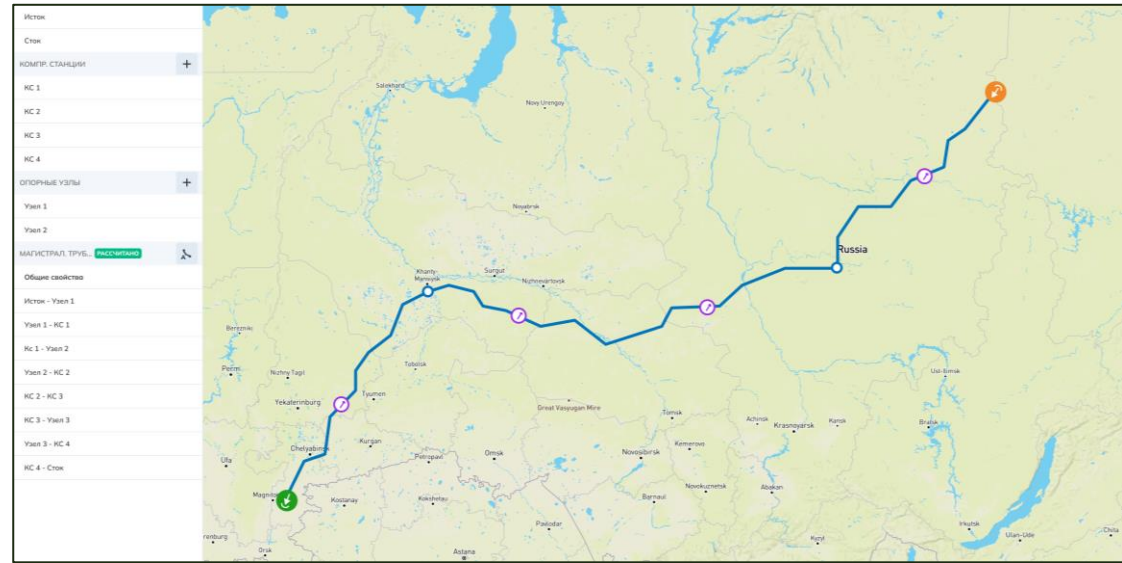 Исток
Сток
КОМПР. СТАНЦИИ
КС 1
КС 2
КС 3
КС 4
ОПОРНЫЕ УЗЛЫ
Узел 1
Узел 2
МАГИСТРАЛ. ТРУБ... РАССЧИТАНО
Общие свойства
Исток - Узел 1
Узел 1 - КС 1
Кс 1 - Узел 2
Узел 2 - КС 2
КС 2 - КС 3
КС 3 - Узел 3
Узел 3 - КС 4
КС 4 - Сток
Salekhard
Novy Urengoy
Noyabrsk
Russia
Khanty-
Mansiysk
Surgut
Nizhnevartovsk
Berezniki
Perm
Nizhny Tagil
Tobolsk
Ust-Ilimsk
Yekaterinburg
Tyumen
Great Vasyugan Mire
Tomsk
Achinsk
Krasnoyarsk
Kansk
Bratsk
Chelyabinsk
Kurgan
Petropavl
Omsk
Novosibirsk
Kemerovo
Ufa
Novokuznetsk
Abakan
Kostanay
Kokshetau
Barnaul
Irkutsk
Ulan-Ude
Chita
Pavlodar
Kyzyl
Orsk
Astana